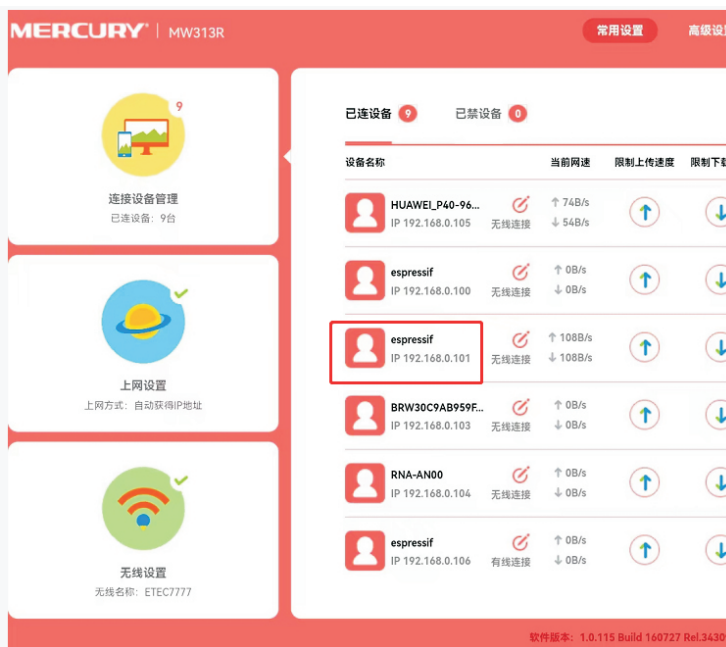 MERCURY® | MW313R
常用设置
高级设
9
连接设备管理
已连设备：9台
上网设置
上网方式：自动获得IP地址
无线设置
无线名称：ETEC7777
已连设备 9
已禁设备 0
设备名称 当前网速 限制上传速度 限制下
HUAWEI_P40-96... ↑ 74B/s
IP 192.168.0.105 无线连接 ↓ 54B/s
espressif ↑ 0B/s
IP 192.168.0.100 无线连接 ↓ 0B/s
espressif ↑ 108B/s
IP 192.168.0.101 无线连接 ↓ 108B/s
BRW30C9AB959F... ↑ 0B/s
IP 192.168.0.103 无线连接 ↓ 0B/s
RNA-AN00 ↑ 0B/s
IP 192.168.0.104 无线连接 ↓ 0B/s
espressif ↑ 0B/s
IP 192.168.0.106 有线连接 ↓ 0B/s
软件版本：1.0.115 Build 160727 Rel.3430